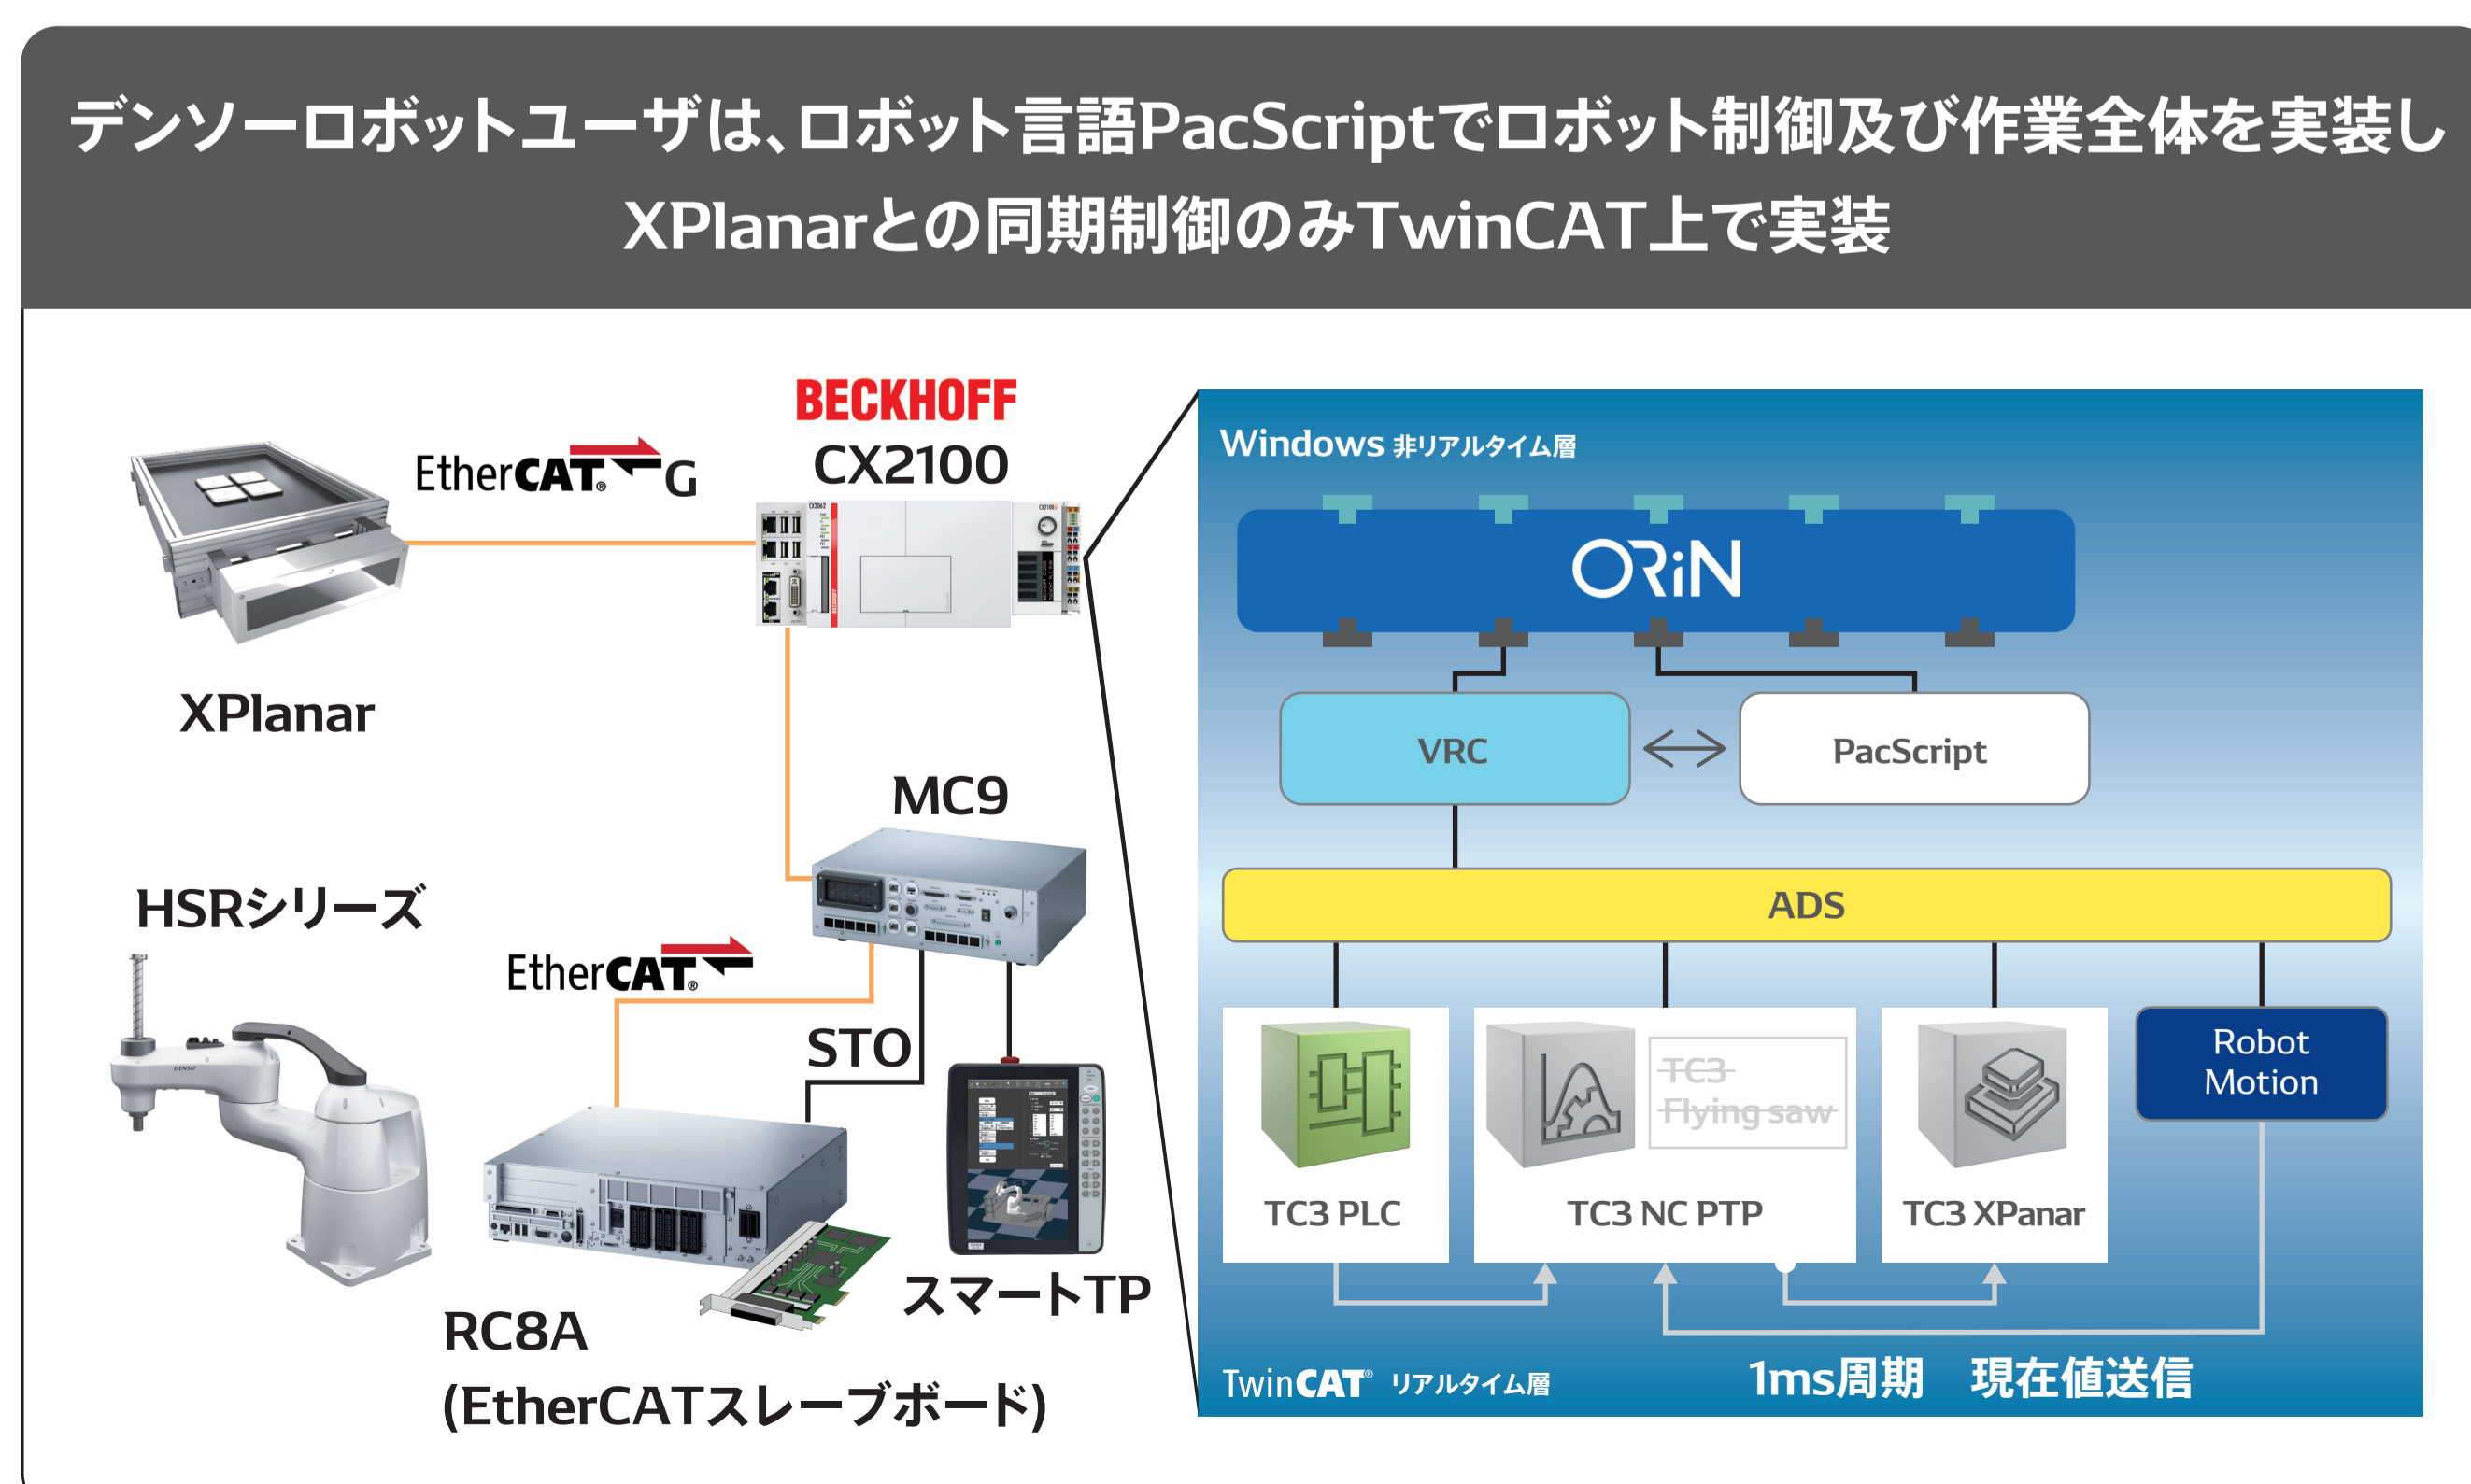 デンソーロボットユーザは、ロボット言語PacScriptでロボット制御及び作業全体を実装し
XPlanarとの同期制御のみTwinCAT上で実装
BECKHOFF
CX2100
EtherCAT® G
XPlanar
MC9
HSRシリーズ
EtherCAT®
STO
DENSO
スマートTP
RC8A
(EtherCATスレーブボード)
CX2062
CX2100
BECKHOFF
Windows 非リアルタイム層
ORiN
VRC
PacScript
ADS
TC3
Flying saw
Robot
Motion
TC3 PLC
TC3 NC PTP
TC3 XPanar
TwinCAT® リアルタイム層
1ms周期 現在値送信